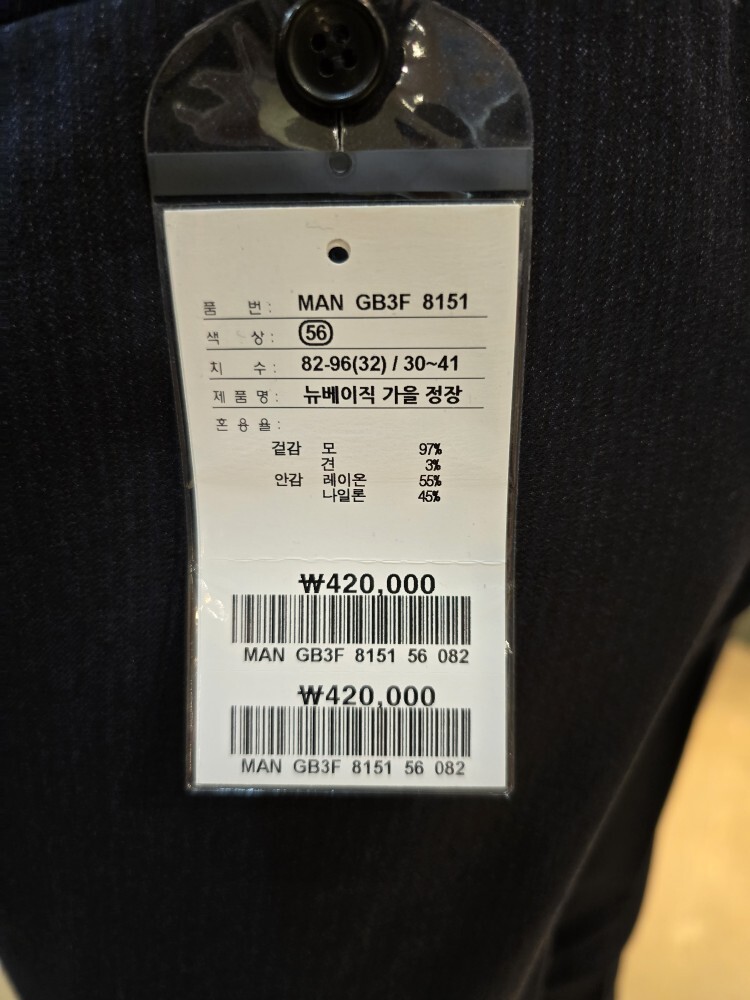 품 번 : MAN GB3F 8151
색 상 : 56
치 수 : 82-96(32) / 30~41
제 품 명 : 뉴베이직 가을 정장
혼 용 율 :
겉감 모 97%
견 3%
안감 레이온 55%
나일론 45%
₩420,000
MAN GB3F 8151 56 082
₩420,000
MAN GB3F 8151 56 082